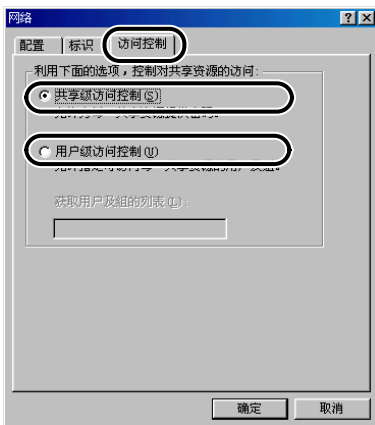 网络
配置 标识 访问控制
利用下面的选项,控制对共享资源的访问:
共享级访问控制(S)
用户级访问控制(U)
获取用户及组的列表(L):
确定 取消